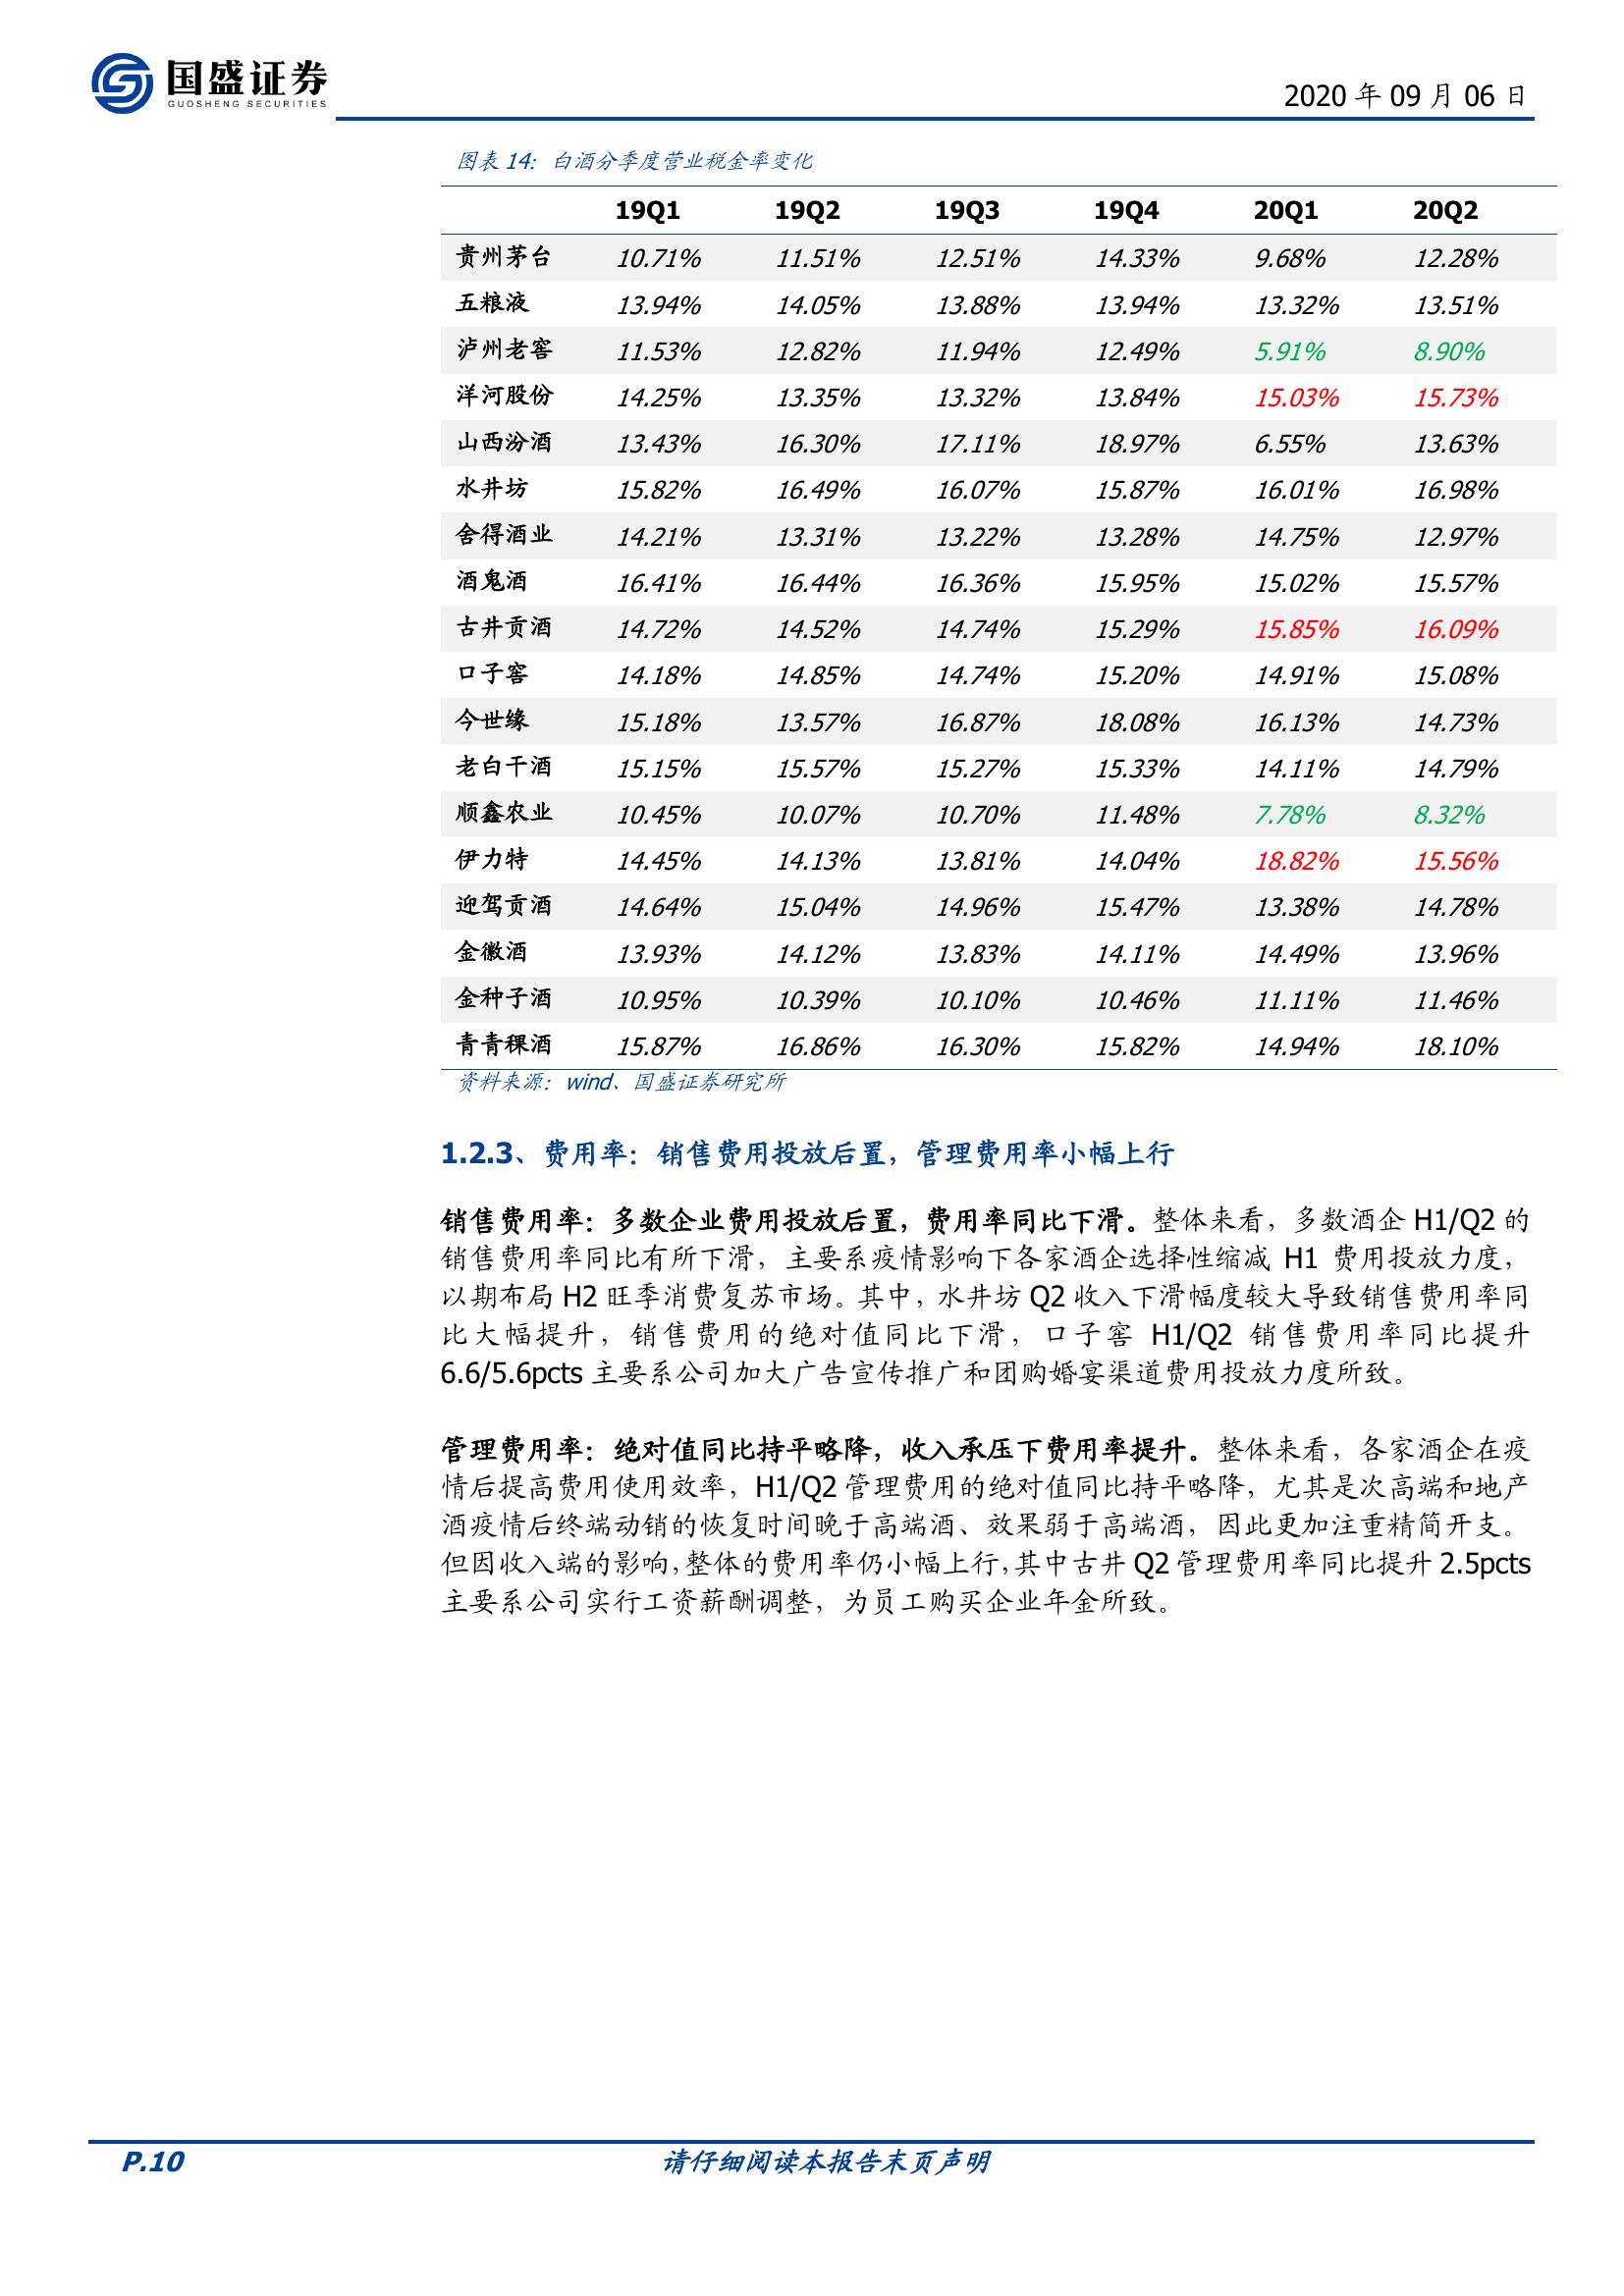 国盛证券
GUOSHENG SECURITIES
2020 年 09 月 06 日
图表 14：白酒分季度营业税金率变化
19Q1 19Q2 19Q3 19Q4 20Q1 20Q2
贵州茅台 10.71% 11.51% 12.51% 14.33% 9.68% 12.28%
五粮液 13.94% 14.05% 13.88% 13.94% 13.32% 13.51%
泸州老窖 11.53% 12.82% 11.94% 12.49% 5.91% 8.90%
洋河股份 14.25% 13.35% 13.32% 13.84% 15.03% 15.73%
山西汾酒 13.43% 16.30% 17.11% 18.97% 6.55% 13.63%
水井坊 15.82% 16.49% 16.07% 15.87% 16.01% 16.98%
舍得酒业 14.21% 13.31% 13.22% 13.28% 14.75% 12.97%
酒鬼酒 16.41% 16.44% 16.36% 15.95% 15.02% 15.57%
古井贡酒 14.72% 14.52% 14.74% 15.29% 15.85% 16.09%
口子窖 14.18% 14.85% 14.74% 15.20% 14.91% 15.08%
今世缘 15.18% 13.57% 16.87% 18.08% 16.13% 14.73%
老白干酒 15.15% 15.57% 15.27% 15.33% 14.11% 14.79%
顺鑫农业 10.45% 10.07% 10.70% 11.48% 7.78% 8.32%
伊力特 14.45% 14.13% 13.81% 14.04% 18.82% 15.56%
迎驾贡酒 14.64% 15.04% 14.96% 15.47% 13.38% 14.78%
金徽酒 13.93% 14.12% 13.83% 14.11% 14.49% 13.96%
金种子酒 10.95% 10.39% 10.10% 10.46% 11.11% 11.46%
青青稞酒 15.87% 16.86% 16.30% 15.82% 14.94% 18.10%
资料来源：wind、国盛证券研究所
1.2.3、费用率：销售费用投放后置，管理费用率小幅上行
销售费用率：多数企业费用投放后置，费用率同比下滑。整体来看，多数酒企 H1/Q2 的
销售费用率同比有所下滑，主要系疫情影响下各家酒企选择性缩减 H1 费用投放力度，
以期布局 H2 旺季消费复苏市场。其中，水井坊 Q2 收入下滑幅度较大导致销售费用率同
比大幅提升，销售费用的绝对值同比下滑，口子窖 H1/Q2 销售费用率同比提升
6.6/5.6pcts 主要系公司加大广告宣传推广和团购婚宴渠道费用投放力度所致。
管理费用率：绝对值同比持平略降，收入承压下费用率提升。整体来看，各家酒企在疫
情后提高费用使用效率，H1/Q2 管理费用的绝对值同比持平略降，尤其是次高端和地产
酒疫情后终端动销的恢复时间晚于高端酒、效果弱于高端酒，因此更加注重精简开支。
但因收入端的影响，整体的费用率仍小幅上行，其中古井 Q2 管理费用率同比提升 2.5pcts
主要系公司实行工资薪酬调整，为员工购买企业年金所致。
P.10
请仔细阅读本报告末页声明